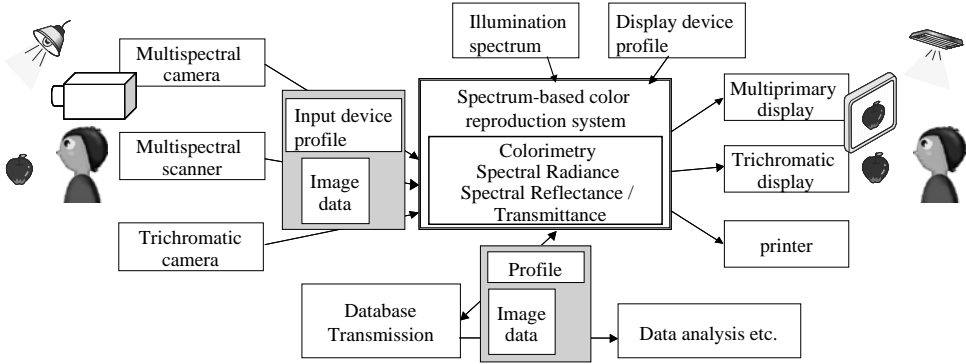 Illumination
spectrum
Display device
profile
Multispectral
camera
Multispectral
scanner
Trichromatic
camera
Input device
profile
Image
data
Spectrum-based color
reproduction system
Colorimetry
Spectral Radiance
Spectral Reflectance /
Transmittance
Multiprimary
display
Trichromatic
display
printer
Profile
Image
data
Database
Transmission
Data analysis etc.